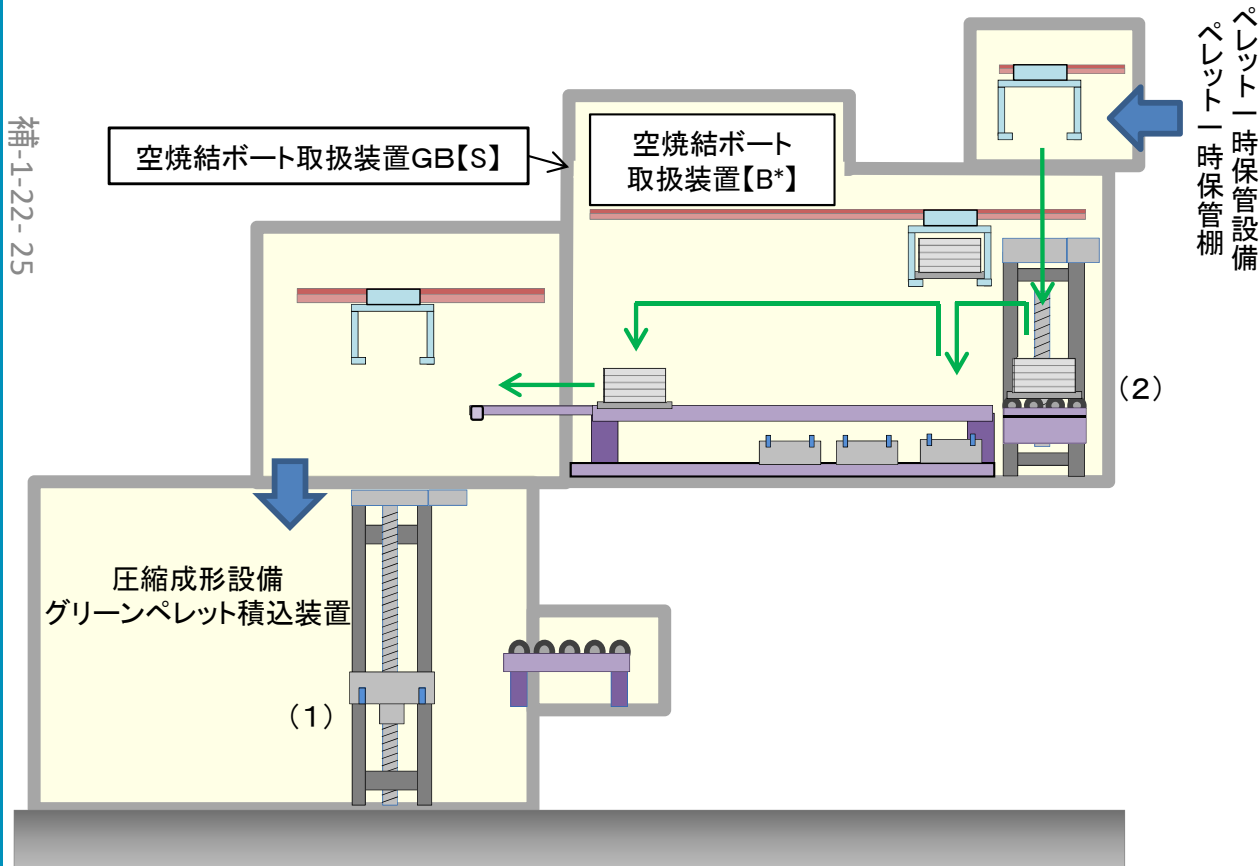 ペレット一時保管設備
ペレット一時保管棚
空焼結ボート取扱装置GB【S】
空焼結ボート
取扱装置【B*】
補-1-22- 25
（2）
圧縮成形設備
グリーンペレット積込装置
（1）